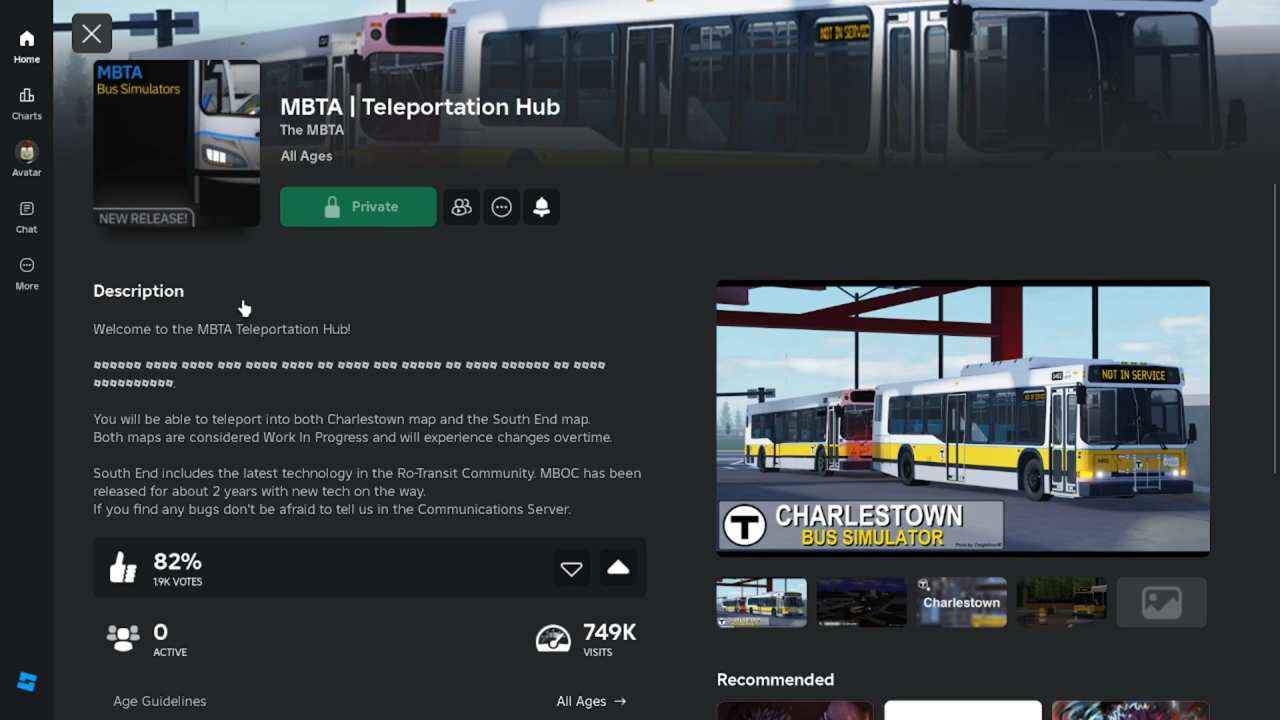 Home
Charts
Avatar
Chat
More
MBTA
Bus Simulators
NEW RELEASE!
NOT IN SERVIC
MBTA | Teleportation Hub
The MBTA
All Ages
Private
Description
Welcome to the MBTA Teleportation Hub!
You will be able to teleport into both Charlestown map and the South End map.
Both maps are considered Work In Progress and will experience changes overtime.
South End includes the latest technology in the Ro-Transit Community. MBOC has been
released for about 2 years with new tech on the way.
If you find any bugs don't be afraid to tell us in the Communications Server.
82%
1.9K VOTES
0
ACTIVE
749K
VISITS
Age Guidelines
All Ages →
NOT IN SERVICE
T
CHARLESTOWN
BUS SIMULATOR
Charlestown
Recommended